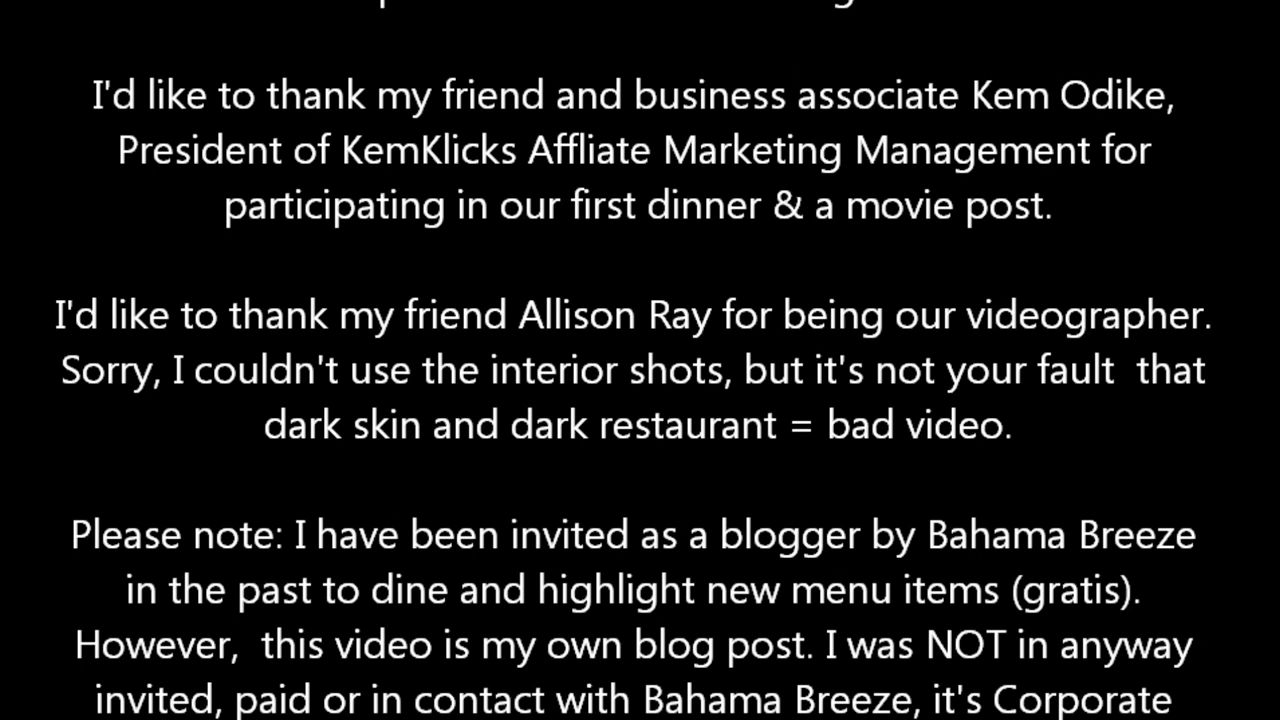 I'd like to thank my friend and business associate Kem Odike,
President of KemKlicks Affliate Marketing Management for
participating in our first dinner & a movie post.
I'd like to thank my friend Allison Ray for being our videographer.
Sorry, I couldn't use the interior shots, but it's not your fault  that
dark skin and dark restaurant = bad video.
Please note: I have been invited as a blogger by Bahama Breeze
in the past to dine and highlight new menu items (gratis).
However,  this video is my own blog post. I was NOT in anyway
invited, paid or in contact with Bahama Breeze, it's Corporate